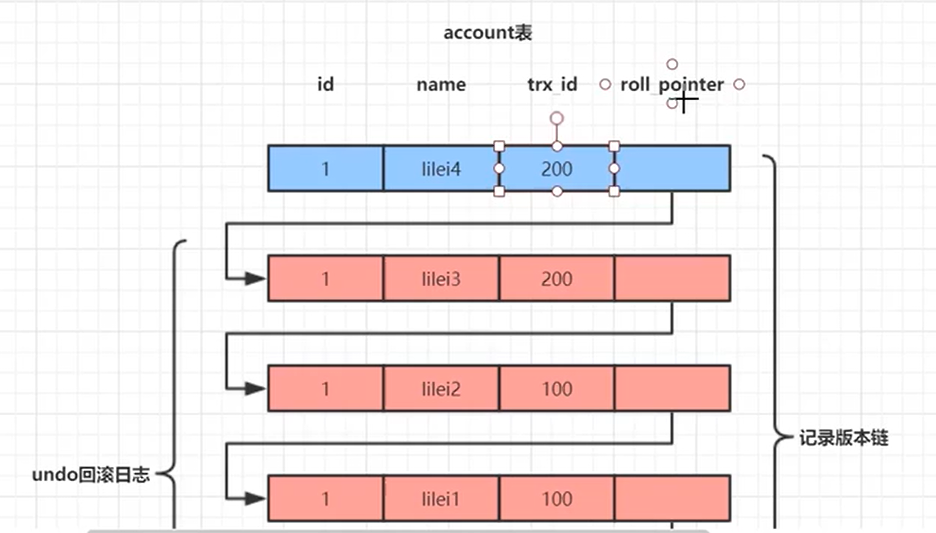 account表
id name trx_id roll_pointer
1 lilei4 200
1 lilei3 200
1 lilei2 100
记录版本链
undo回滚日志
1 lilei1 100